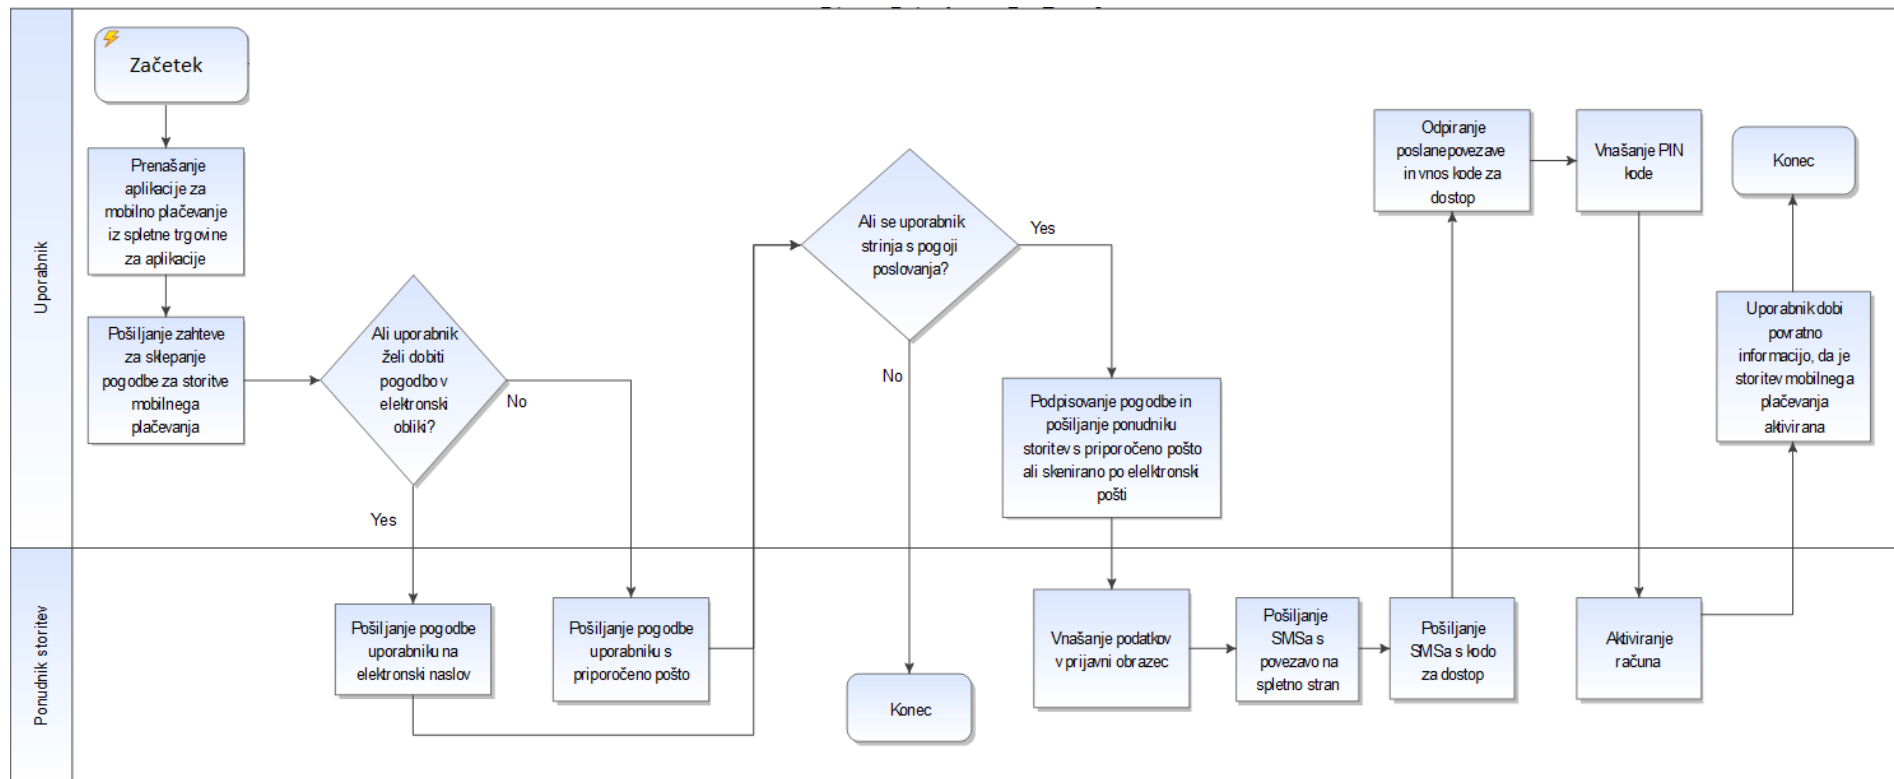 Uporabnik
Začetek
Prenašanje
aplikacije za
mobilno plačevanje
iz spletne trgovine
za aplikacije
Pošiljanje zahteve
za sklepanje
pogodbe za storitve
mobilnega
plačevanja
Ali uporabnik
želi dobiti
pogodbo v
elektronski
obliki?
No
Yes
Ali se uporabnik
strinja s pogoji
poslovanja?
Yes
No
Podpisovanje pogodbe in
pošiljanje ponudniku
storitev s priporočeno pošto
ali skenirano po elelktronski
pošti
Odpiranje
poslane povezave
in vnos kode za
dostop
Vnašanje PIN
kode
Konec
Uporabnik dobi
povratno
informacijo, da je
storitev mobilnega
plačevanja
aktivirana
Ponudnik storitev
Pošiljanje pogodbe
uporabniku na
elektronski naslov
Pošiljanje pogodbe
uporabniku s
priporočeno pošto
Konec
Vnašanje podatkov
v prijavni obrazec
Pošiljanje
SMSa s
povezavo na
spletno stran
Pošiljanje
SMSa s kodo
za dostop
Aktiviranje
računa